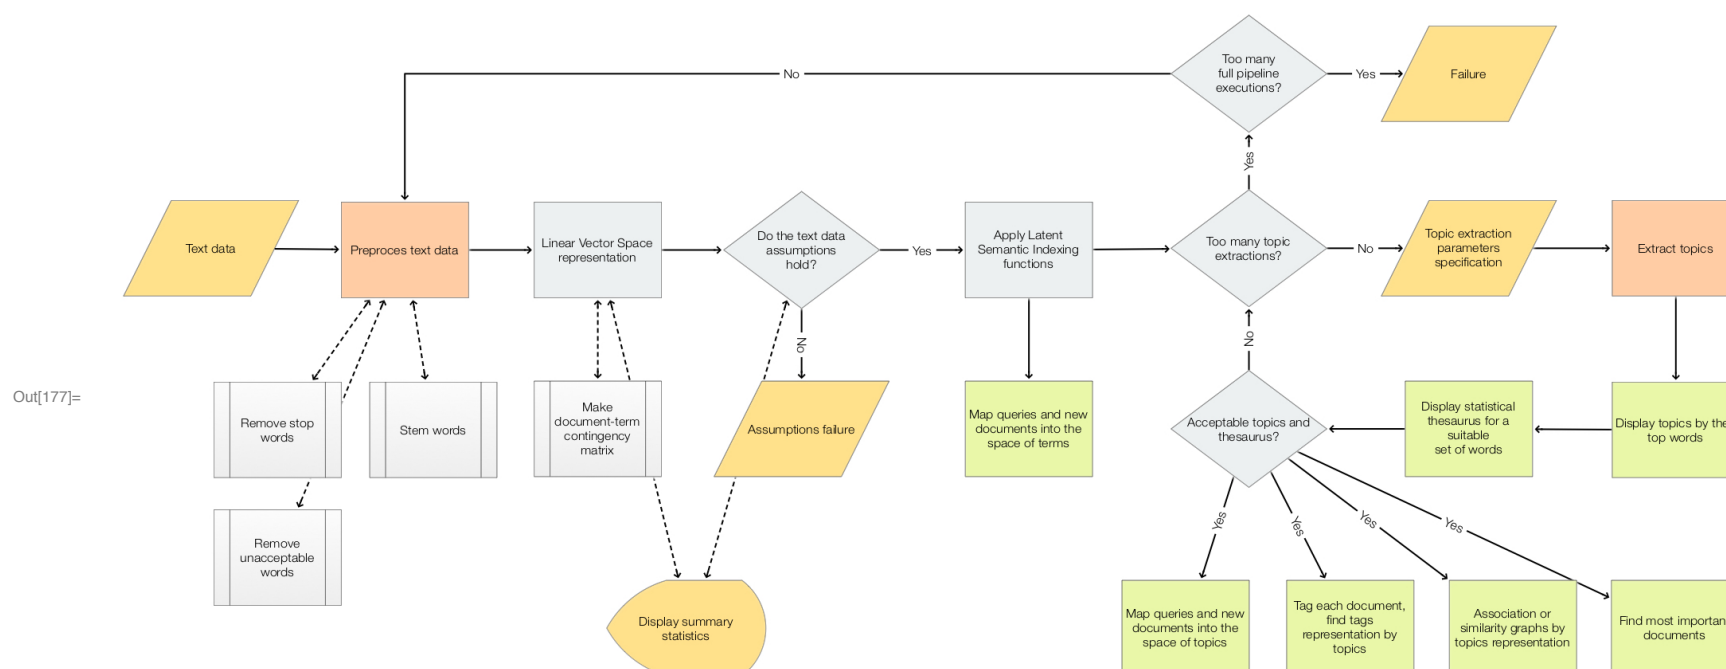 Too many
full pipeline
executions?
No
Yes
Failure
Yes
Text data
Preproces text data
Linear Vector Space
representation
Do the text data
assumptions
hold?
Yes
Apply Latent
Semantic Indexing
functions
Too many topic
extractions?
No
Topic extraction
parameters
specification
Extract topics
No
No
Out[177]=
Remove stop
words
Stem words
Make
document-term
contingency
matrix
Assumptions failure
Map queries and new
documents into the
space of terms
Acceptable topics and
thesaurus?
Display statistical
thesaurus for a
suitable
set of words
Display topics by the
top words
Yes
Yes
Yes
Yes
Remove
unacceptable
words
Display summary
statistics
Map queries and new
documents into the
space of topics
Tag each document,
find tags
representation by
topics
Association or
similarity graphs by
topics representation
Find most importan
documents